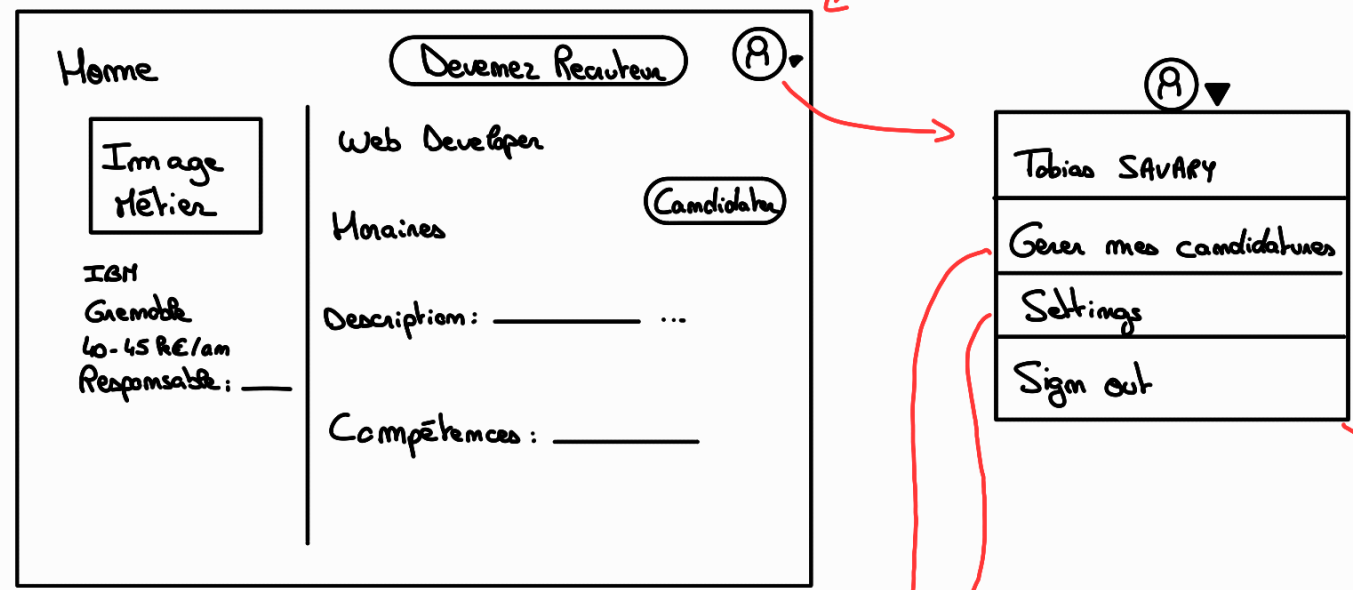 Home
Devenez Recruteur
Image
Métier
IBM
Grenoble
40-45 k€/an
Responsable :
Web Developer
Candidater
Horaires
Description : ...
Compétences :
Tobias SAVARY
Gerer mes candidatures
Settings
Sign out